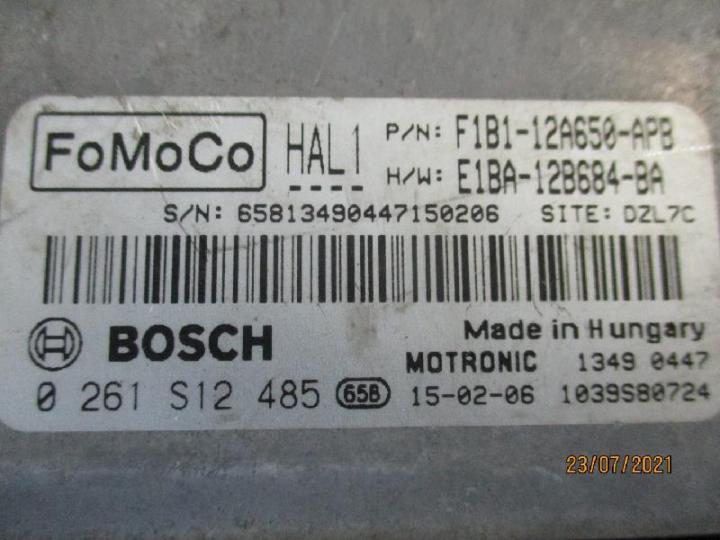 FoMoCo HAL1 P/N: F1B1-12A650-APB
H/W: E1BA-12B684-BA
S/N: 65813490447150206 SITE: DZL7C
BOSCH Made in Hungary
MOTRONIC 1349 0447
0 261 S12 485 65B 15-02-06 1039S80724
23/07/2021